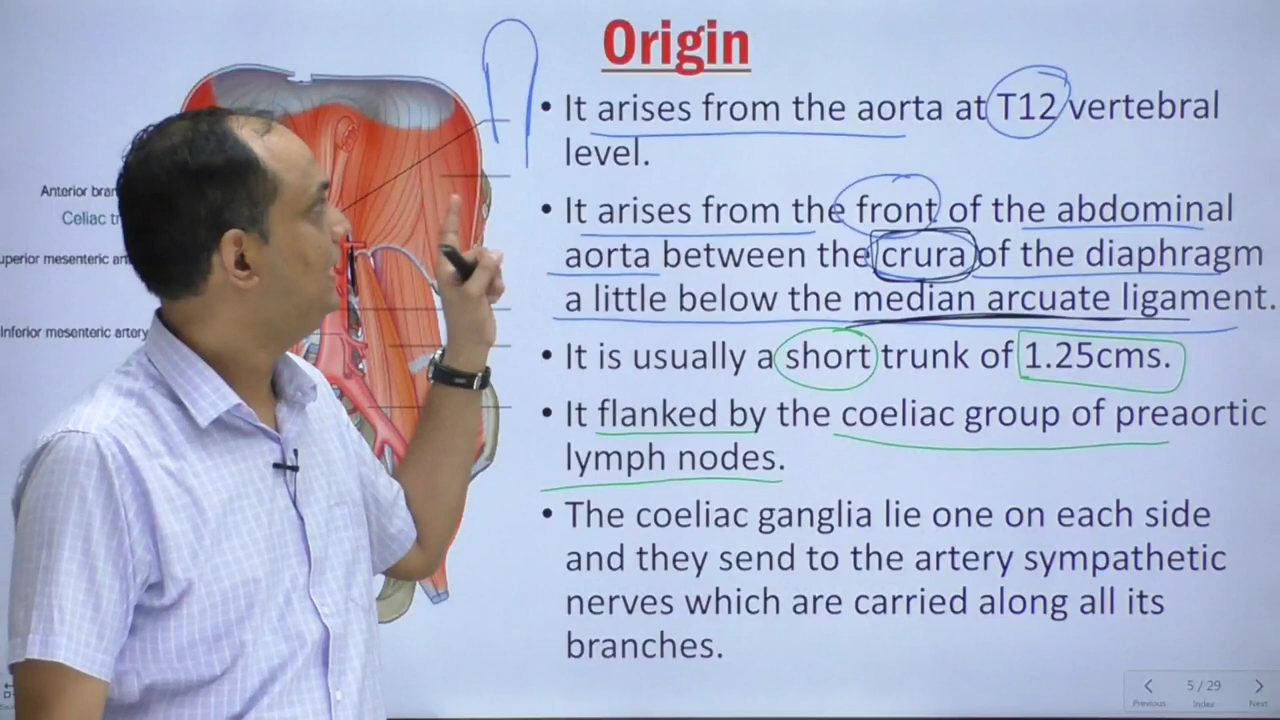 Origin
• It arises from the aorta at T12 vertebral
level.
• It arises from the front of the abdominal
aorta between the crura of the diaphragm
a little below the median arcuate ligament.
• It is usually a short trunk of 1.25cms.
• It flanked by the coeliac group of preaortic
lymph nodes.
• The coeliac ganglia lie one on each side
and they send to the artery sympathetic
nerves which are carried along all its
branches.
Anterior
Celiac
mesenteric
Inferior mesenteric artery
5 / 29
Previous Index Next